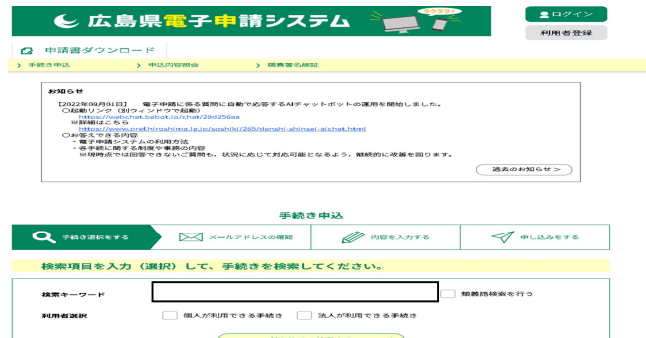 広島県電子申請システム
ログイン
利用者登録
申請書ダウンロード
> 手続き申込 > 申込内容照会 > 職責署名検証
お知らせ
【2022年09月01日】 電子申請に係る質問に自動で応答するAIチャットボットの運用を開始しました。
○起動リンク（別ウィンドウで起動）
https://webchat.bebot.io/chat/28d256aa
※詳細はこちら
https://www.pref.hiroshima.lg.jp/soshiki/265/denshi-shinsei-aichat.html
○お答えできる内容
・電子申請システムの利用方法
・各手続に関する制度や事務の内容
※現時点では回答できないご質問も、状況に応じて対応可能となるよう、継続的に改善を図ります。
過去のお知らせ >
手続き申込
手続き選択をする
メールアドレスの確認
内容を入力する
申し込みをする
検索項目を入力（選択）して、手続きを検索してください。
検索キーワード
類義語検索を行う
利用者選択
個人が利用できる手続き
法人が利用できる手続き